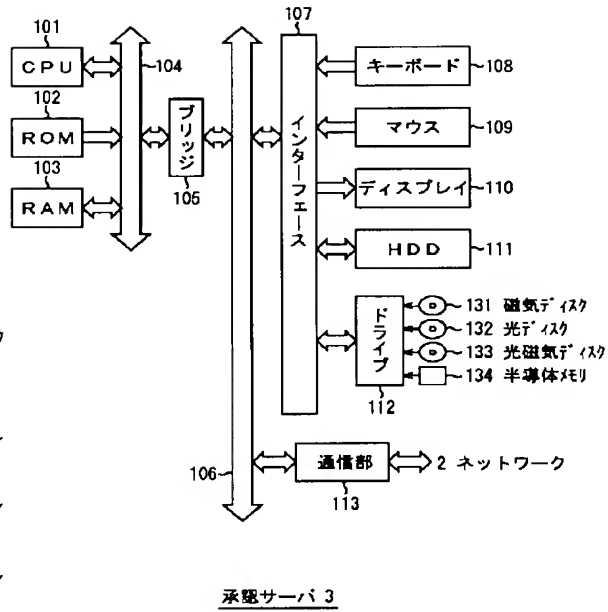 101
CPU
102
ROM
103
RAM
104
ブリッジ
105
106
107
インターフェース
キーボード 108
マウス 109
ディスプレイ 110
HDD 111
ドライブ
112
131 磁気ディスク
132 光ディスク
133 光磁気ディスク
134 半導体メモリ
通信部
113
2 ネットワーク
承認サーバ 3